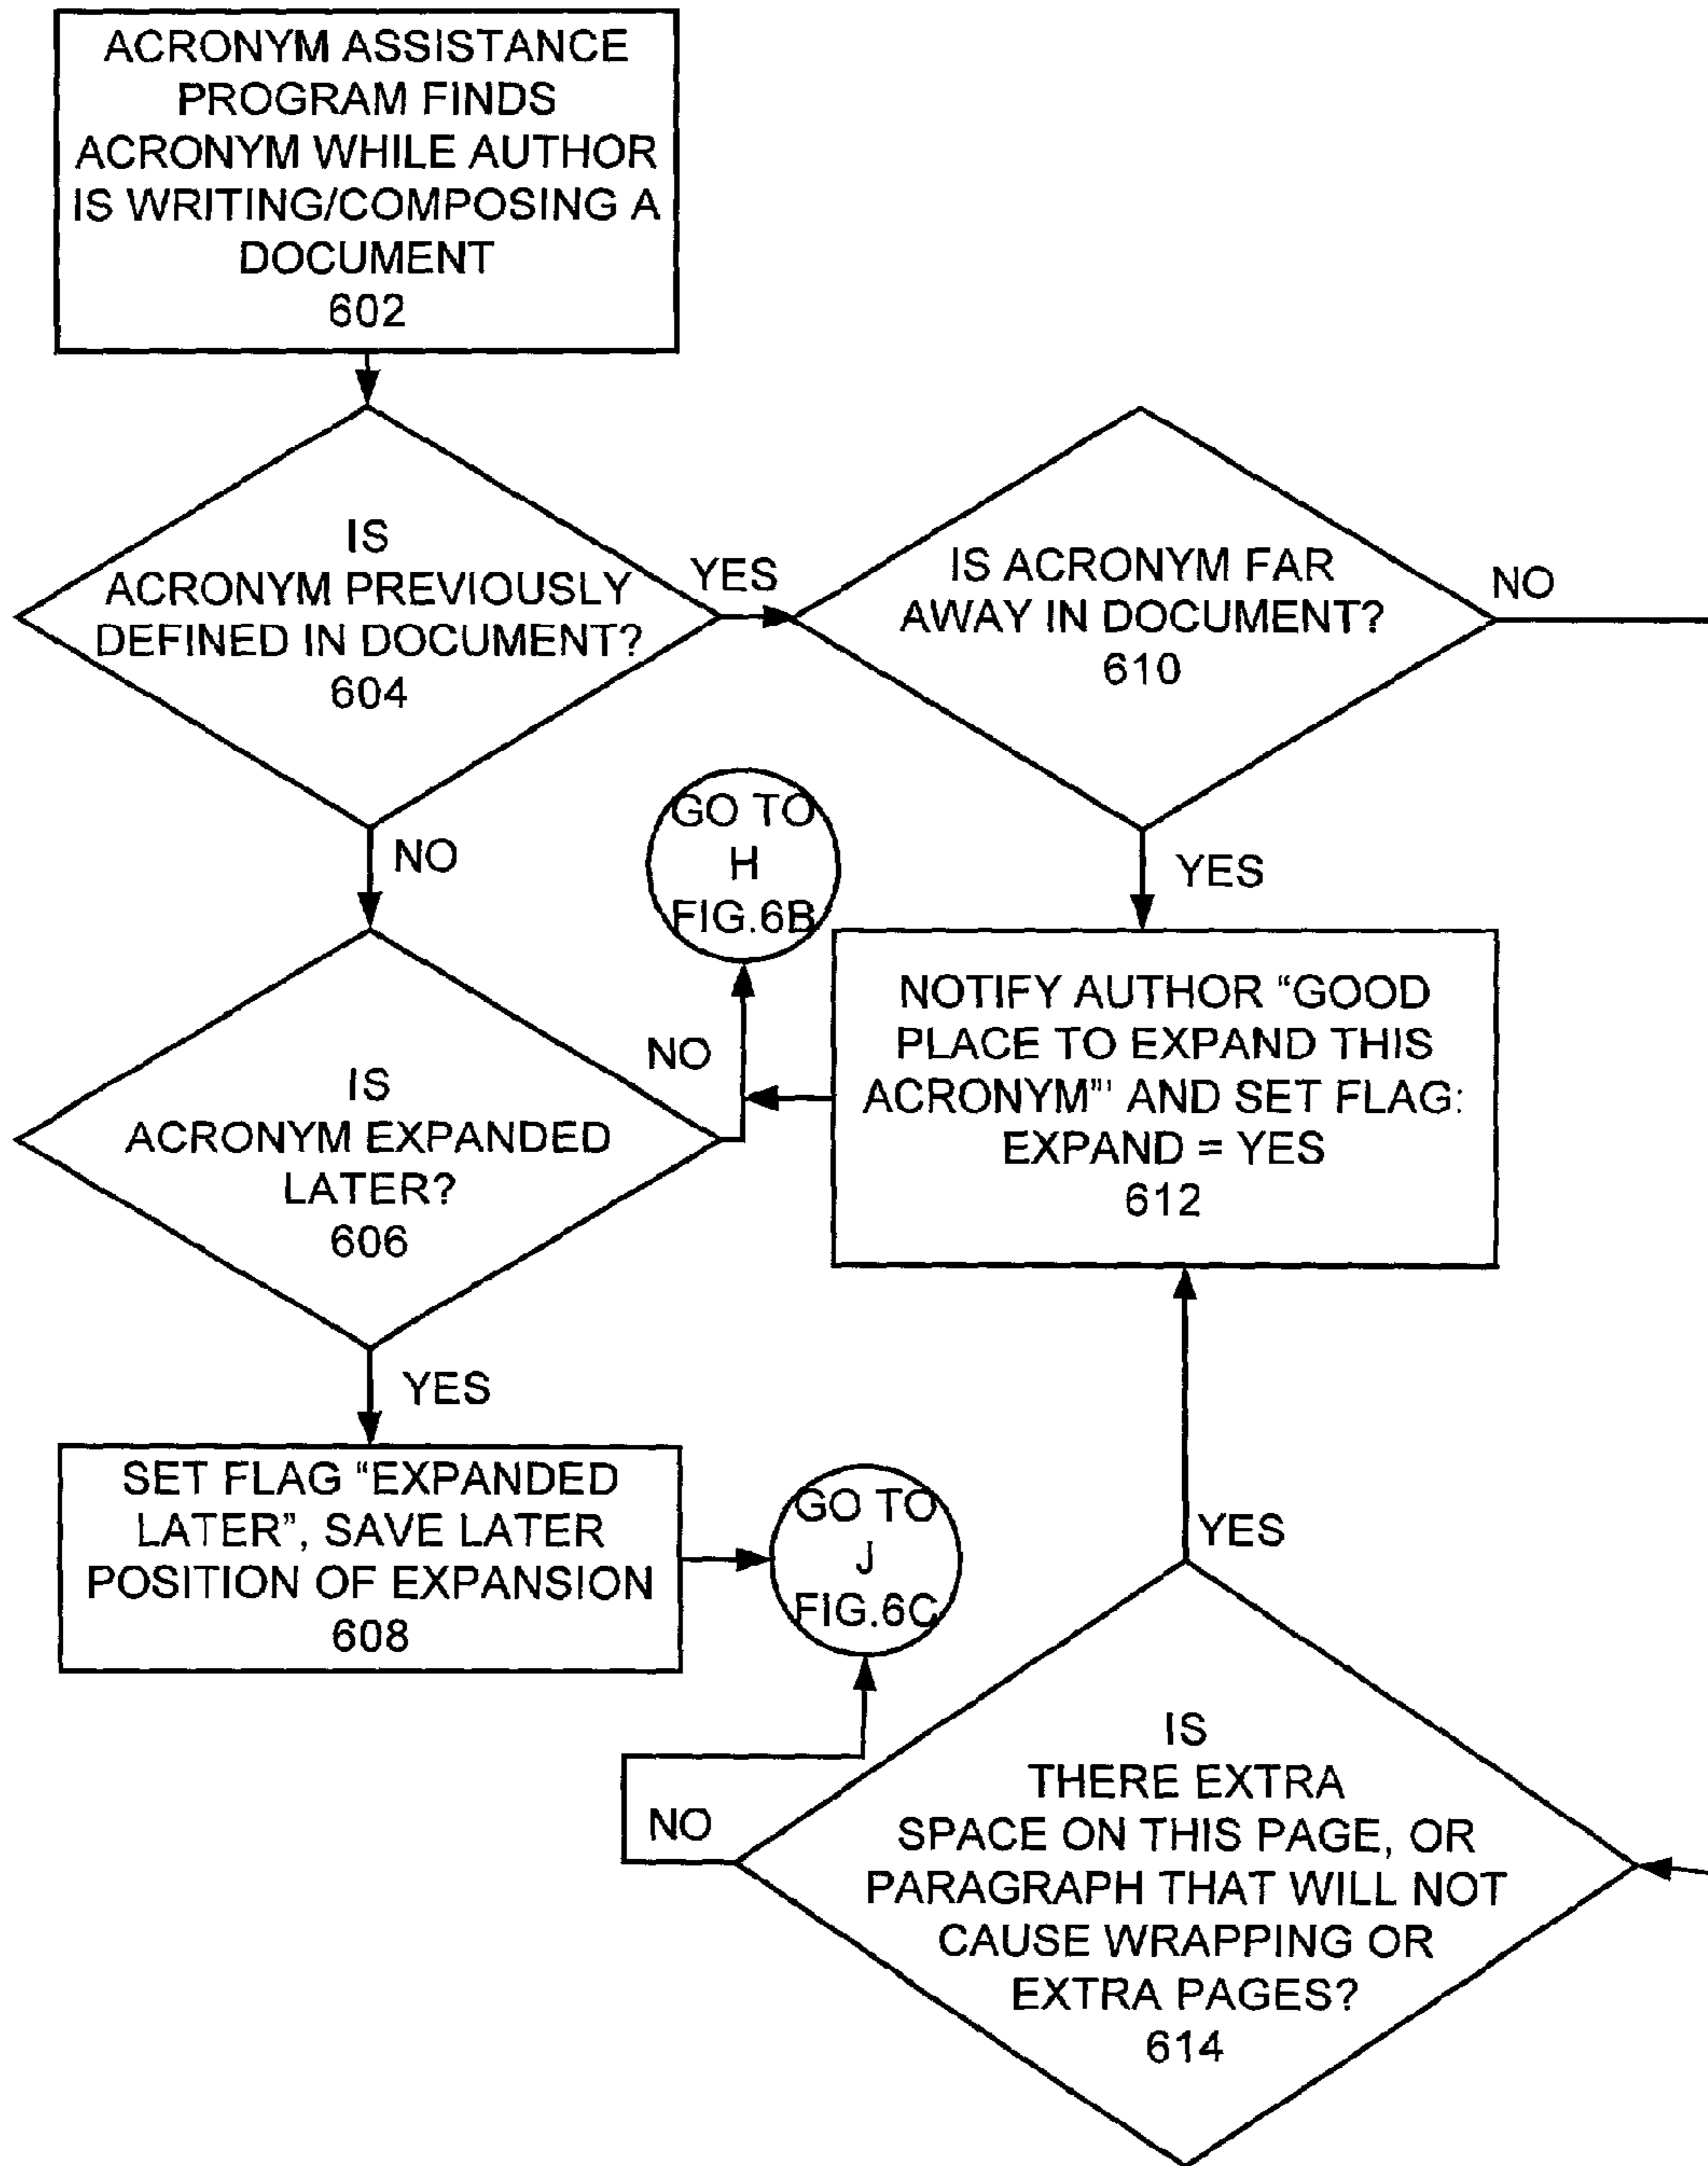 ACRONYM ASSISTANCE
PROGRAM FINDS
ACRONYM WHILE AUTHOR
IS WRITING/COMPOSING A
DOCUMENT
602
IS
ACRONYM PREVIOUSLY
DEFINED IN DOCUMENT?
604
YES
IS ACRONYM FAR
AWAY IN DOCUMENT?
610
NO
NO
GO TO
H
FIG.6B
YES
IS
ACRONYM EXPANDED
LATER?
606
NO
NOTIFY AUTHOR “GOOD
PLACE TO EXPAND THIS
ACRONYM”' AND SET FLAG:
EXPAND = YES
612
YES
SET FLAG “EXPANDED
LATER”, SAVE LATER
POSITION OF EXPANSION
608
GO TO
J
FIG.6C
YES
NO
IS
THERE EXTRA
SPACE ON THIS PAGE, OR
PARAGRAPH THAT WILL NOT
CAUSE WRAPPING OR
EXTRA PAGES?
614